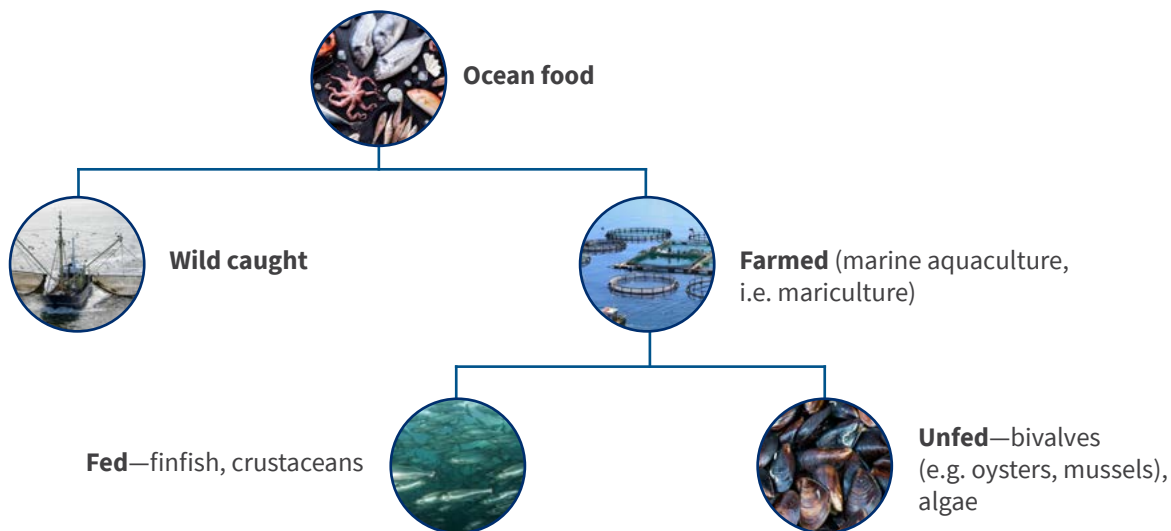 Ocean food
Wild caught
Farmed (marine aquaculture,
i.e. mariculture)
Fed—finfish, crustaceans
Unfed—bivalves
(e.g. oysters, mussels),
algae